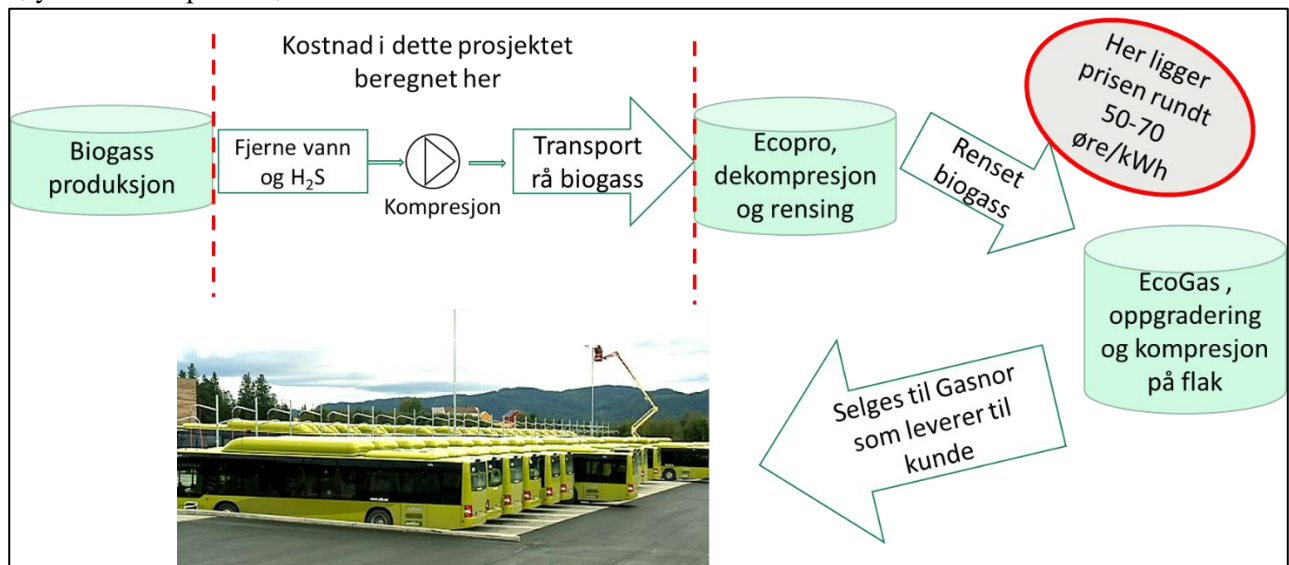 Kostnad i dette prosjektet
beregnet her
Biogass
produksjon
Fjerne vann
og H₂S
Kompresjon
Transport
rå biogass
Ecopro,
dekompresjon
og rensing
Renset
biogass
Her ligger
prisen rundt
50-70
øre/kWh
EcoGas ,
oppgradering
og kompresjon
på flak
Selges til Gasnor
som leverer til
kunde